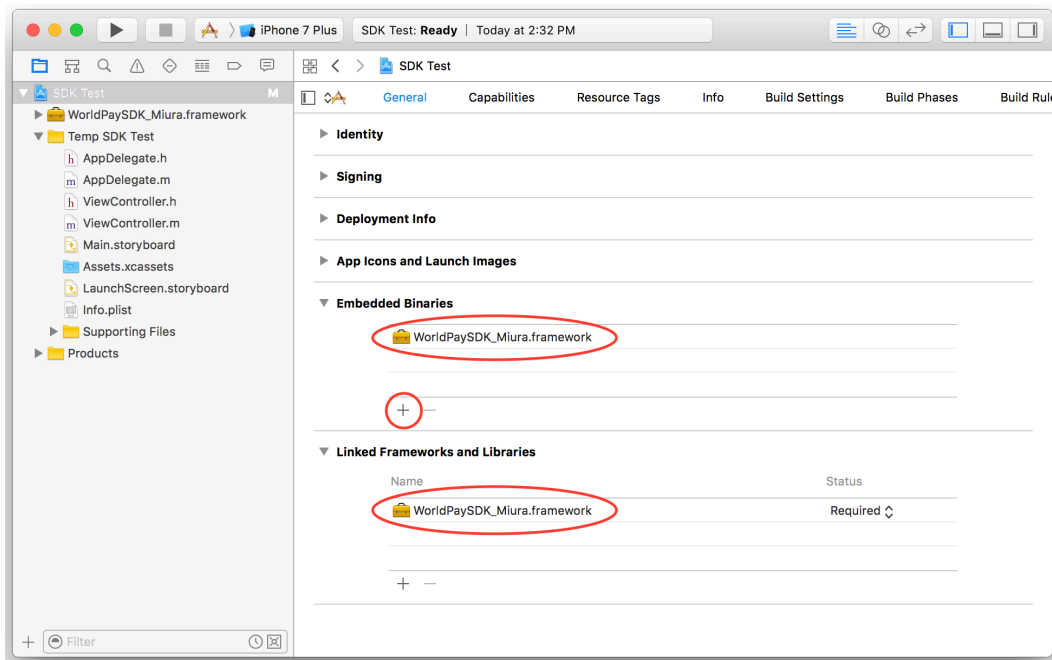 iPhone 7 Plus
SDK Test: Ready | Today at 2:32 PM
SDK Test
SDK Test M
General Capabilities Resource Tags Info Build Settings Build Phases Build Rule
WorldPaySDK_Miura.framework
Temp SDK Test
h AppDelegate.h
m AppDelegate.m
h ViewController.h
m ViewController.m
Main.storyboard
Assets.xcassets
LaunchScreen.storyboard
Info.plist
Supporting Files
Products
Filter
Identity
Signing
Deployment Info
App Icons and Launch Images
Embedded Binaries
WorldPaySDK_Miura.framework
+ −
Linked Frameworks and Libraries
Name Status
WorldPaySDK_Miura.framework Required
+ −